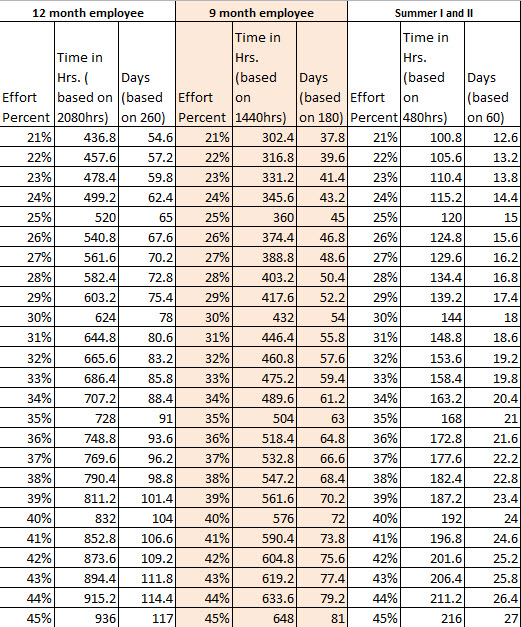 12 month employee 9 month employee Summer I and II
Time in Time in Time in
Hrs. ( Days Hrs. Days Hrs. Days
Effort based on (based Effort (based (based Effort (based (based
Percent 2080hrs) on 260) Percent on 1440hrs) on 180) Percent on 480hrs) on 60)
21% 436.8 54.6 21% 302.4 37.8 21% 100.8 12.6
22% 457.6 57.2 22% 316.8 39.6 22% 105.6 13.2
23% 478.4 59.8 23% 331.2 41.4 23% 110.4 13.8
24% 499.2 62.4 24% 345.6 43.2 24% 115.2 14.4
25% 520 65 25% 360 45 25% 120 15
26% 540.8 67.6 26% 374.4 46.8 26% 124.8 15.6
27% 561.6 70.2 27% 388.8 48.6 27% 129.6 16.2
28% 582.4 72.8 28% 403.2 50.4 28% 134.4 16.8
29% 603.2 75.4 29% 417.6 52.2 29% 139.2 17.4
30% 624 78 30% 432 54 30% 144 18
31% 644.8 80.6 31% 446.4 55.8 31% 148.8 18.6
32% 665.6 83.2 32% 460.8 57.6 32% 153.6 19.2
33% 686.4 85.8 33% 475.2 59.4 33% 158.4 19.8
34% 707.2 88.4 34% 489.6 61.2 34% 163.2 20.4
35% 728 91 35% 504 63 35% 168 21
36% 748.8 93.6 36% 518.4 64.8 36% 172.8 21.6
37% 769.6 96.2 37% 532.8 66.6 37% 177.6 22.2
38% 790.4 98.8 38% 547.2 68.4 38% 182.4 22.8
39% 811.2 101.4 39% 561.6 70.2 39% 187.2 23.4
40% 832 104 40% 576 72 40% 192 24
41% 852.8 106.6 41% 590.4 73.8 41% 196.8 24.6
42% 873.6 109.2 42% 604.8 75.6 42% 201.6 25.2
43% 894.4 111.8 43% 619.2 77.4 43% 206.4 25.8
44% 915.2 114.4 44% 633.6 79.2 44% 211.2 26.4
45% 936 117 45% 648 81 45% 216 27